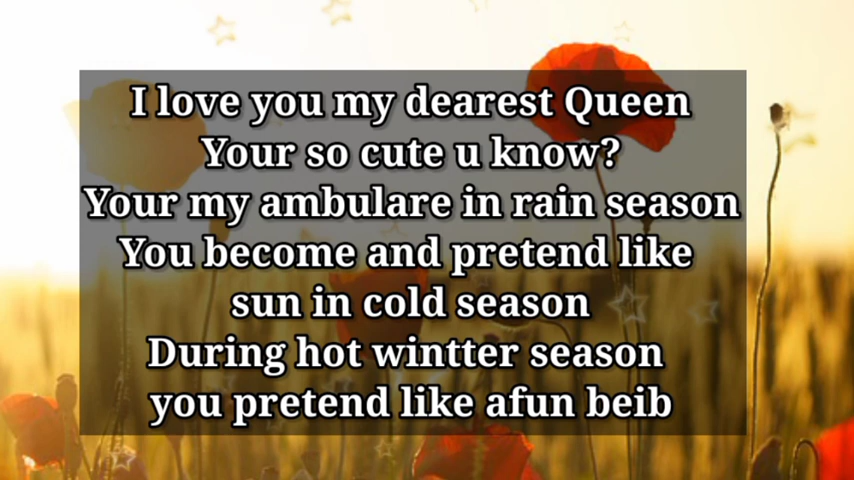 I love you my dearest Queen
Your so cute u know?
Your my ambulare in rain season
You become and pretend like
sun in cold season
During hot wintter season
you pretend like afun beib